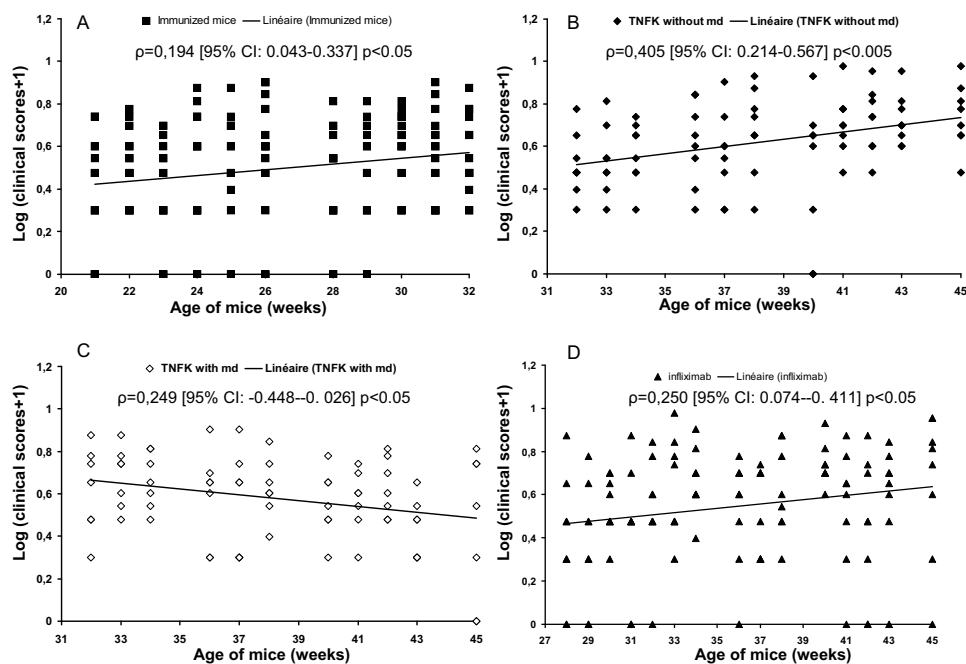 A
Immunized mice
Linéaire (Immunized mice)
ρ=0,194 [95% CI: 0.043-0.337] p<0.05
Log (clinical scores+1)
1,2
1
0,8
0,6
0,4
0,2
0
20 22 24 26 28 30 32
Age of mice (weeks)
B
TNFK without md
Linéaire (TNFK without md)
ρ=0,405 [95% CI: 0.214-0.567] p<0.005
Log (clinical scores+1)
1,2
1
0,8
0,6
0,4
0,2
0
31 33 35 37 39 41 43 45
Age of mice (weeks)
C
TNFK with md
Linéaire (TNFK with md)
ρ=0,249 [95% CI: -0.448--0. 026] p<0.05
Log (clinical scores+1)
1,2
1
0,8
0,6
0,4
0,2
0
31 33 35 37 39 41 43 45
Age of mice (weeks)
D
infliximab
Linéaire (infliximab)
ρ=0,250 [95% CI: 0.074--0. 411] p<0.05
Log (clinical scores+1)
1,2
1
0,8
0,6
0,4
0,2
0
27 29 31 33 35 37 39 41 43 45
Age of mice (weeks)